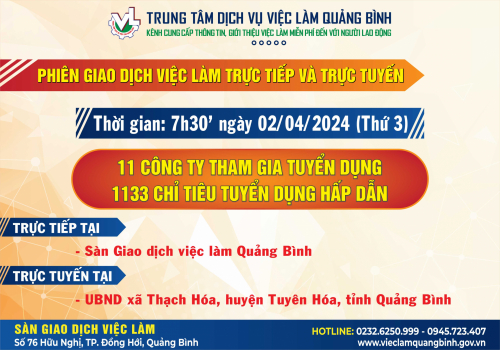 TRUNG TÂM DỊCH VỤ VIỆC LÀM QUẢNG BÌNH
KÊNH CUNG CẤP THÔNG TIN, GIỚI THIỆU VIỆC LÀM MIỄN PHÍ ĐẾN VỚI NGƯỜI LAO ĐỘNG
PHIÊN GIAO DỊCH VIỆC LÀM TRỰC TIẾP VÀ TRỰC TUYẾN
Thời gian: 7h30’ ngày 02/04/2024 (Thứ 3)
11 CÔNG TY THAM GIA TUYỂN DỤNG
1133 CHỈ TIÊU TUYỂN DỤNG HẤP DẪN
TRỰC TIẾP TẠI
- Sàn Giao dịch việc làm Quảng Bình
TRỰC TUYẾN TẠI
- UBND xã Thạch Hóa, huyện Tuyên Hóa, tỉnh Quảng Bình
SÀN GIAO DỊCH VIỆC LÀM
Số 76 Hữu Nghị, TP. Đồng Hới, Quảng Bình
HOTLINE: 0232.6250.999 - 0945.723.407
www.vieclamquangbinh.gov.vn